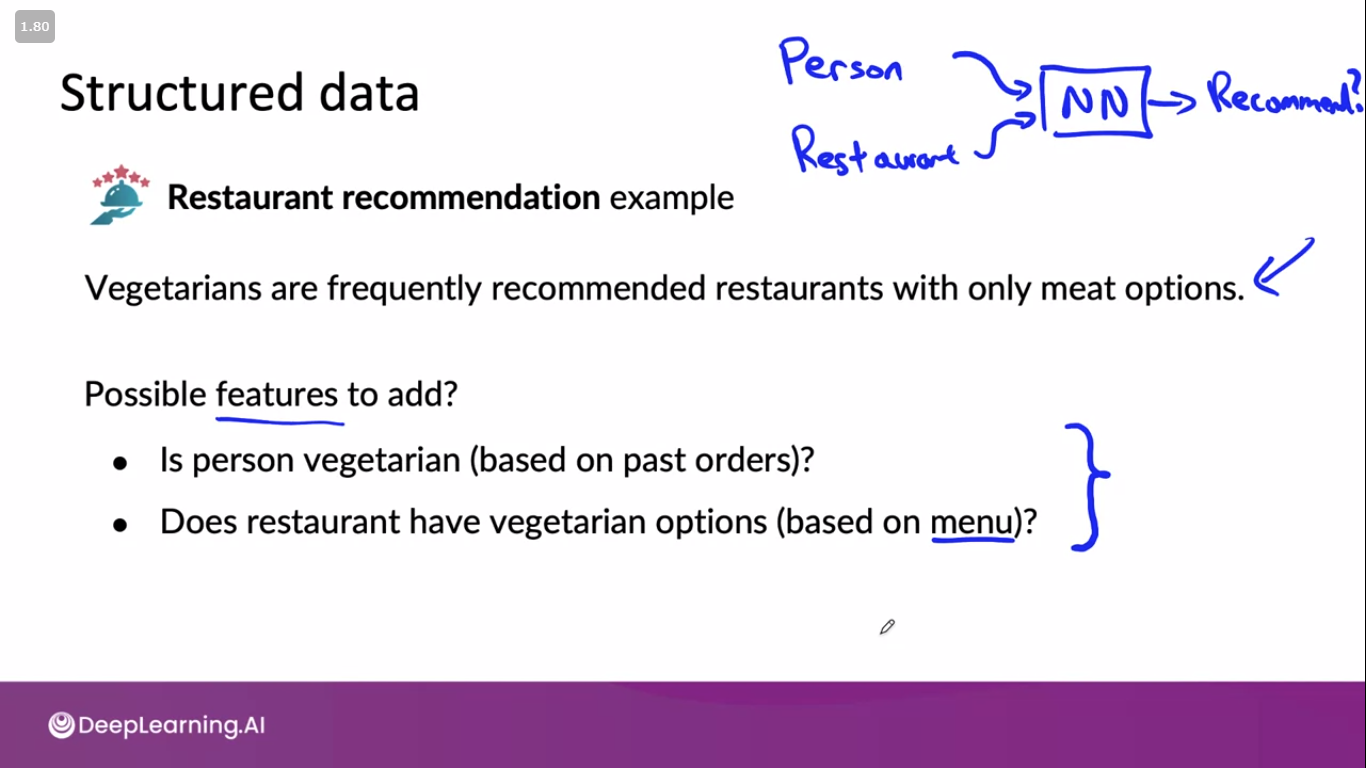 1.80
Person
NN
Recommend?
Restaurant
Structured data
Restaurant recommendation example
Vegetarians are frequently recommended restaurants with only meat options.
Possible features to add?
• Is person vegetarian (based on past orders)?
• Does restaurant have vegetarian options (based on menu)?
DeepLearning.AI